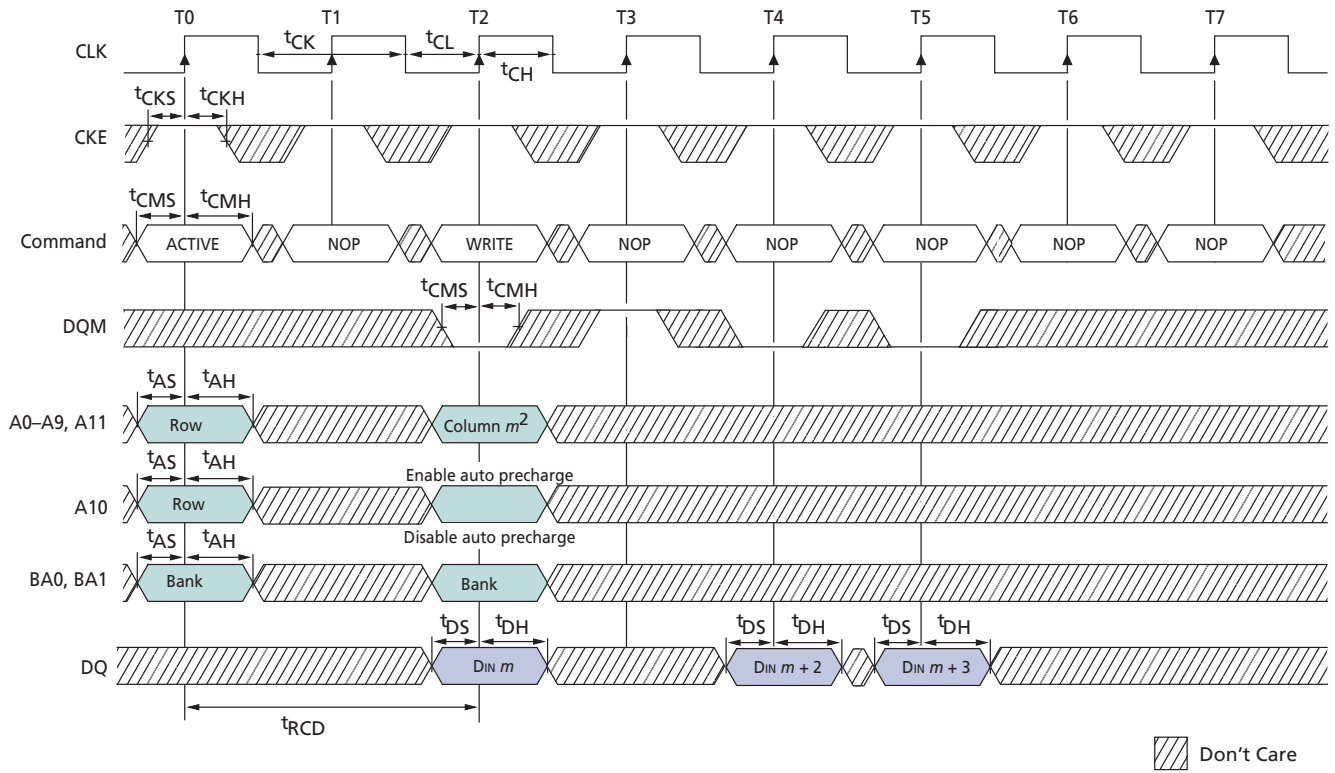 T0 T1 T2 T3 T4 T5 T6 T7
CLK
tCK tCL
tCH
tCKS tCKH
CKE
tCMS tCMH
Command ACTIVE NOP WRITE NOP NOP NOP NOP NOP
tCMS tCMH
DQM
tAS tAH
A0–A9, A11 Row Column m2
tAS tAH Enable auto precharge
A10 Row
tAS tAH Disable auto precharge
BA0, BA1 Bank Bank
tDS tDH tDS tDH tDS tDH
DQ DIN m DIN m + 2 DIN m + 3
tRCD
Don't Care